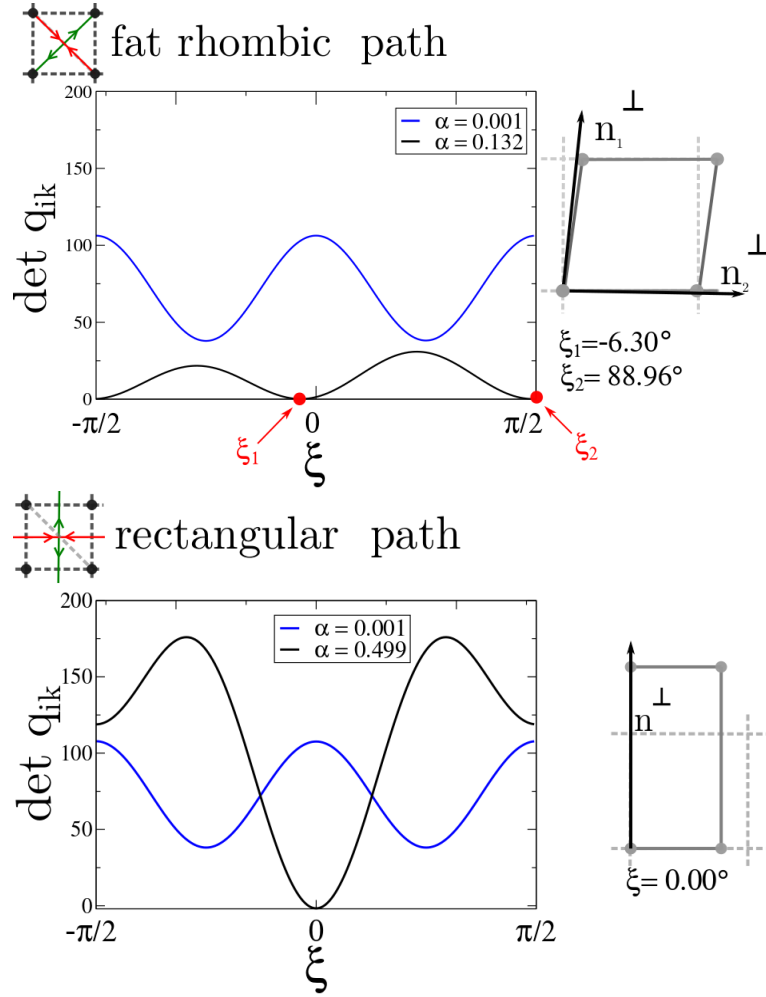 fat rhombic path
200
150
100
50
0
det q_ik
α = 0.001
α = 0.132
-π/2
0
π/2
ξ
ξ₁
ξ₂
n₁⊥
n₂⊥
ξ₁=-6.30°
ξ₂= 88.96°
rectangular path
200
150
100
50
0
det q_ik
α = 0.001
α = 0.499
-π/2
0
π/2
ξ
n⊥
ξ= 0.00°